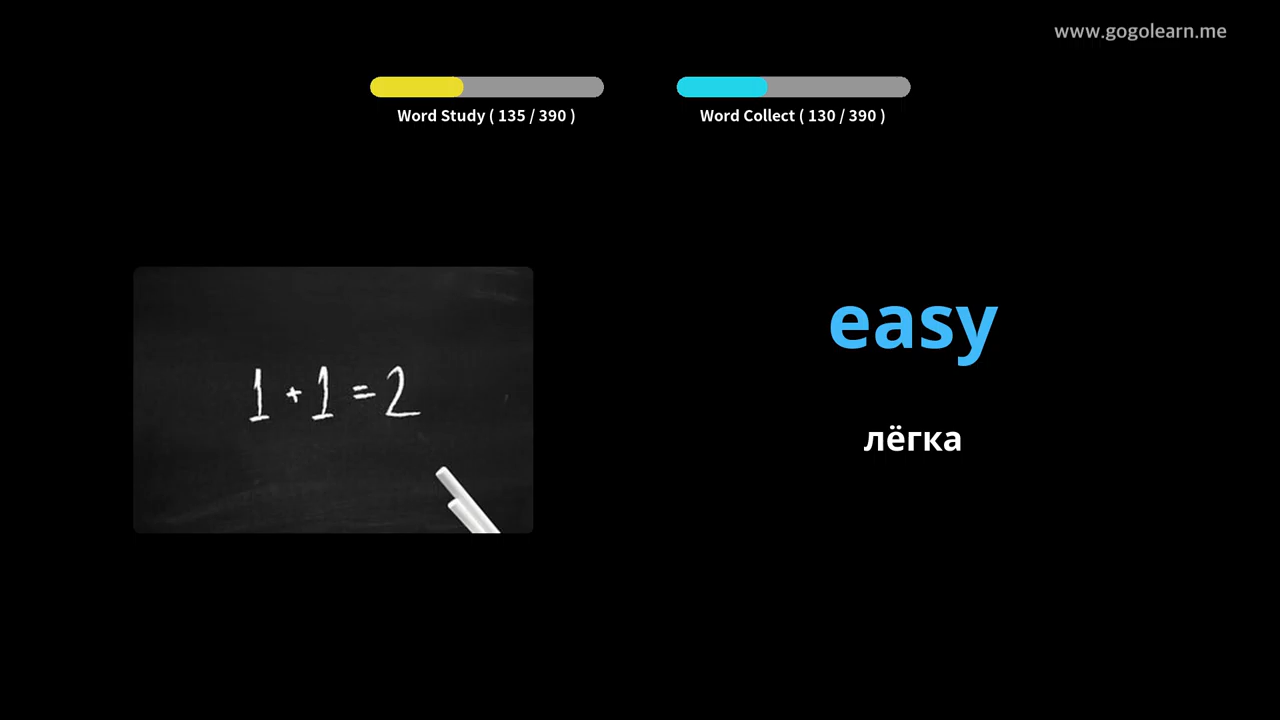 www.gogolearn.me
Word Study ( 135 / 390 )
Word Collect ( 130 / 390 )
1 + 1 = 2
easy
лёгка